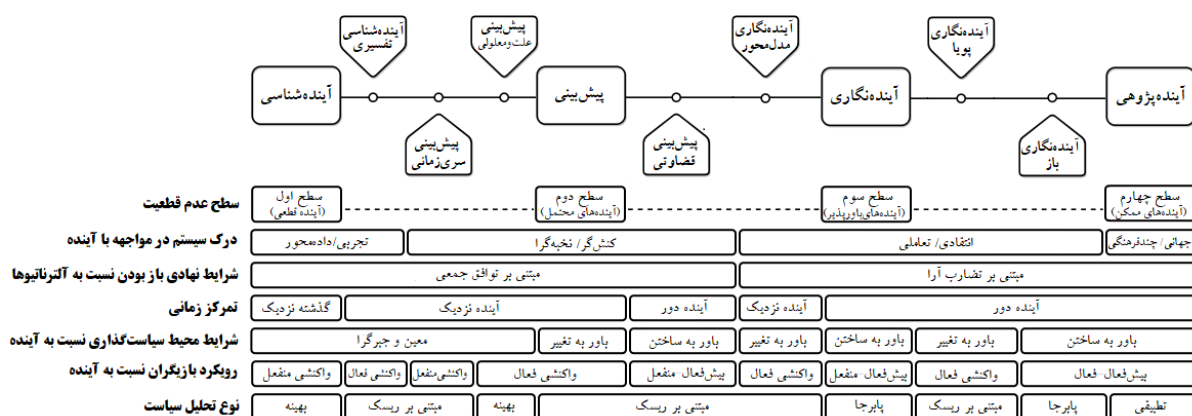 آینده‌شناسی
تفسیری
پیش‌بینی
علت‌ومعلولی
آینده‌نگاری
مدل‌محور
آینده‌نگاری
پویا
آینده‌پژوهی
آینده‌نگاری
پیش‌بینی
آینده‌شناسی
پیش‌بینی
سری‌زمانی
پیش‌بینی
قضاوتی
آینده‌نگاری
باز
سطح عدم قطعیت
سطح اول
(آینده قطعی)
سطح دوم
(آینده‌های محتمل)
سطح سوم
(آینده‌های‌باورپذیر)
سطح چهارم
(آینده‌های ممکن)
درک سیستم در مواجهه با آینده
تجربی/داده‌محور
کنش‌گر/ نخبه‌گرا
انتقادی/ تعاملی
جهانی/ چندفرهنگی
شرایط نهادی باز بودن نسبت به آلترناتیوها
مبتنی بر توافق جمعی
مبتنی بر تضارب آرا
تمرکز زمانی
گذشته نزدیک
آینده نزدیک
آینده دور
آینده نزدیک
آینده دور
شرایط محیط سیاست‌گذاری نسبت به آینده
معین و جبرگرا
باور به تغییر
باور به ساختن
باور به تغییر
باور به ساختن
باور به تغییر
باور به ساختن
رویکرد بازیگران نسبت به آینده
واکنشی منفعل
واکنشی فعال
واکنشی‌منفعل
واکنشی فعال
پیش‌فعال-منفعل
واکنشی فعال
پیش‌فعال-منفعل
واکنشی فعال
پیش‌فعال-فعال
نوع تحلیل سیاست
بهینه
مبتنی بر ریسک
بهینه
مبتنی بر ریسک
پابرجا
مبتنی بر ریسک
پابرجا
تطبیقی